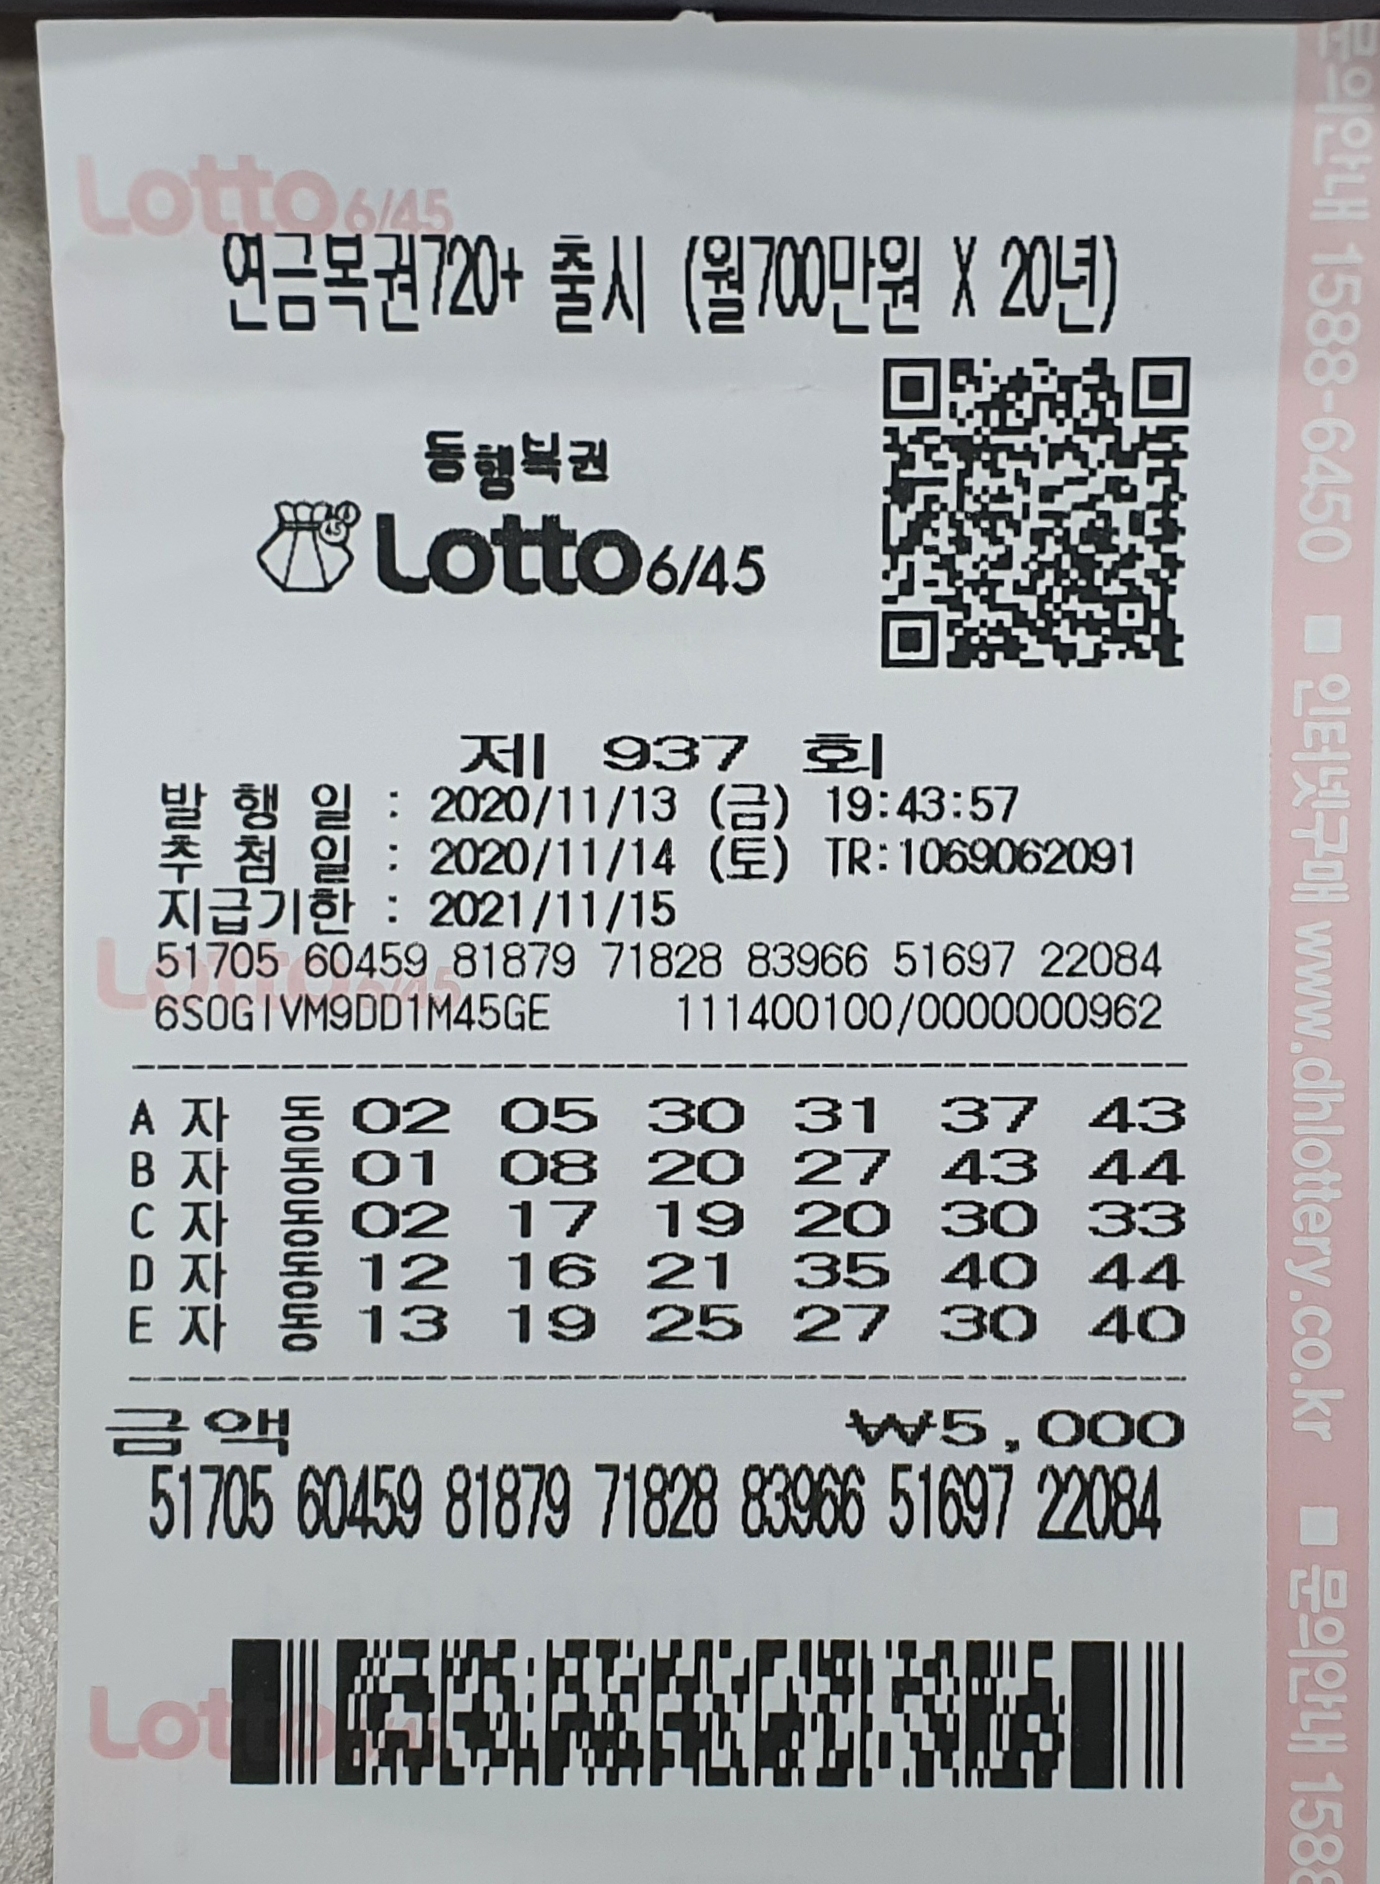 Lotto 6/45
연금복권720+ 출시 (월700만원 X 20년)
동행복권
Lotto 6/45
제 937 회
발 행 일 : 2020/11/13 (금) 19:43:57
추 첨 일 : 2020/11/14 (토) TR:1069062091
지급기한 : 2021/11/15
51705 60459 81879 71828 83966 51697 22084
6SOGIVM9DD1M45GE 111400100/0000000962
A 자 동 02 05 30 31 37 43
B 자 동 01 08 20 27 43 44
C 자 동 02 17 19 20 30 33
D 자 동 12 16 21 35 40 44
E 자 동 13 19 25 27 30 40
금액 ₩5,000
51705 60459 81879 71828 83966 51697 22084
Lotto
문의안내 1588-6450 ■ 인터넷구매 www.dhlottery.co.kr ■ 문의안내 1588